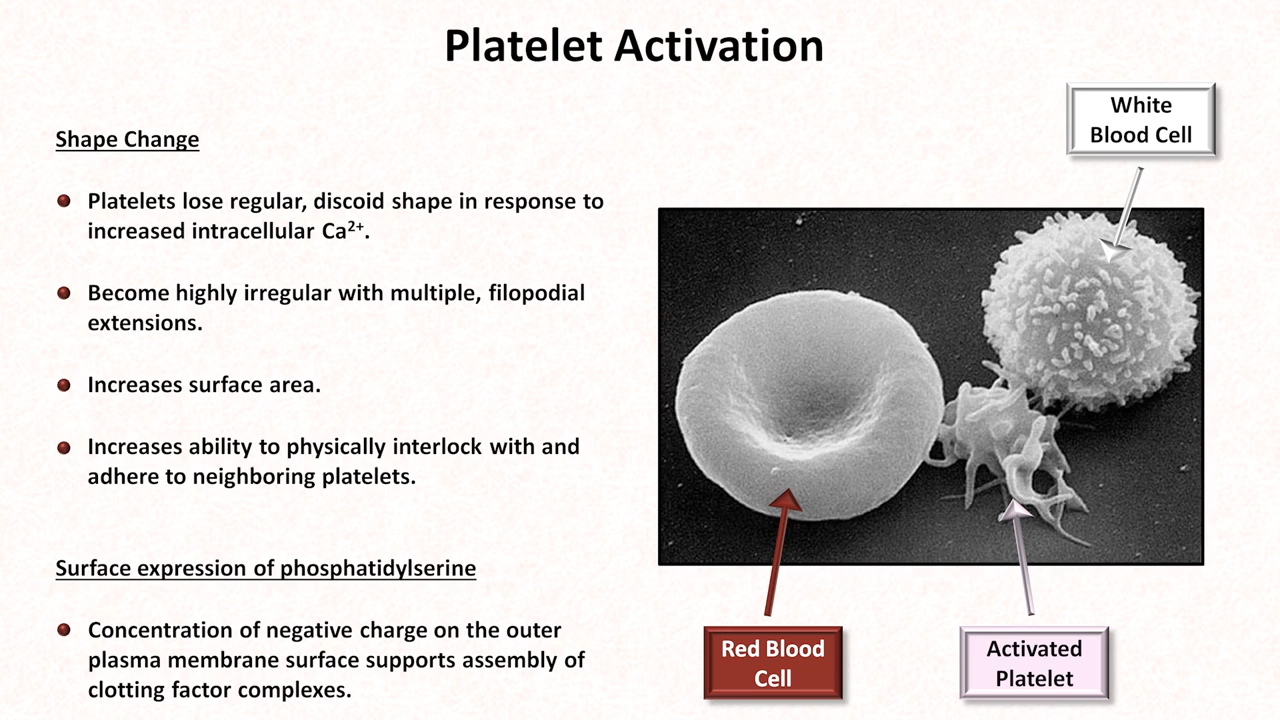 Platelet Activation
Shape Change
Platelets lose regular, discoid shape in response to
increased intracellular Ca²⁺.
Become highly irregular with multiple, filopodial
extensions.
Increases surface area.
Increases ability to physically interlock with and
adhere to neighboring platelets.
Surface expression of phosphatidylserine
Concentration of negative charge on the outer
plasma membrane surface supports assembly of
clotting factor complexes.
White
Blood Cell
Red Blood
Cell
Activated
Platelet